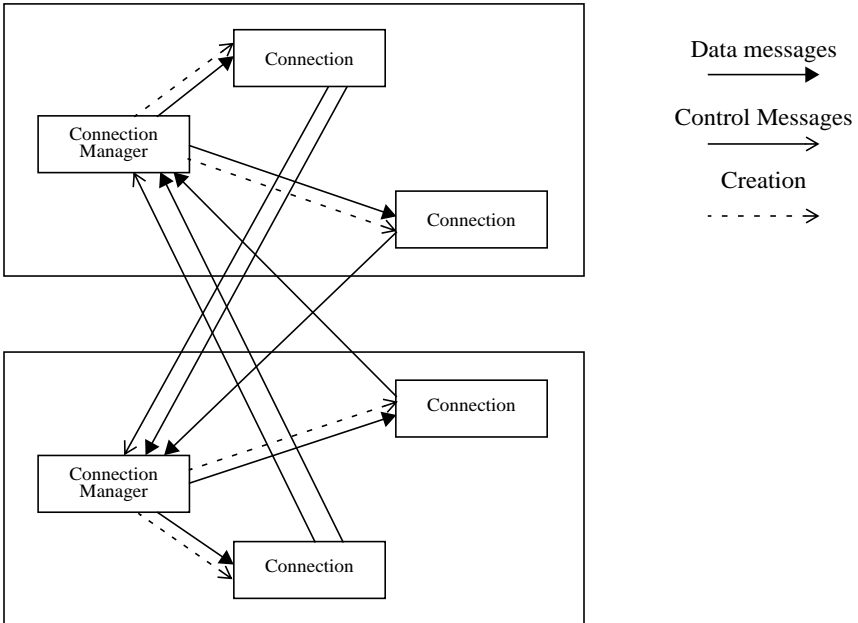 Connection
Connection
Manager
Connection
Data messages
Control Messages
Creation
Connection
Connection
Manager
Connection